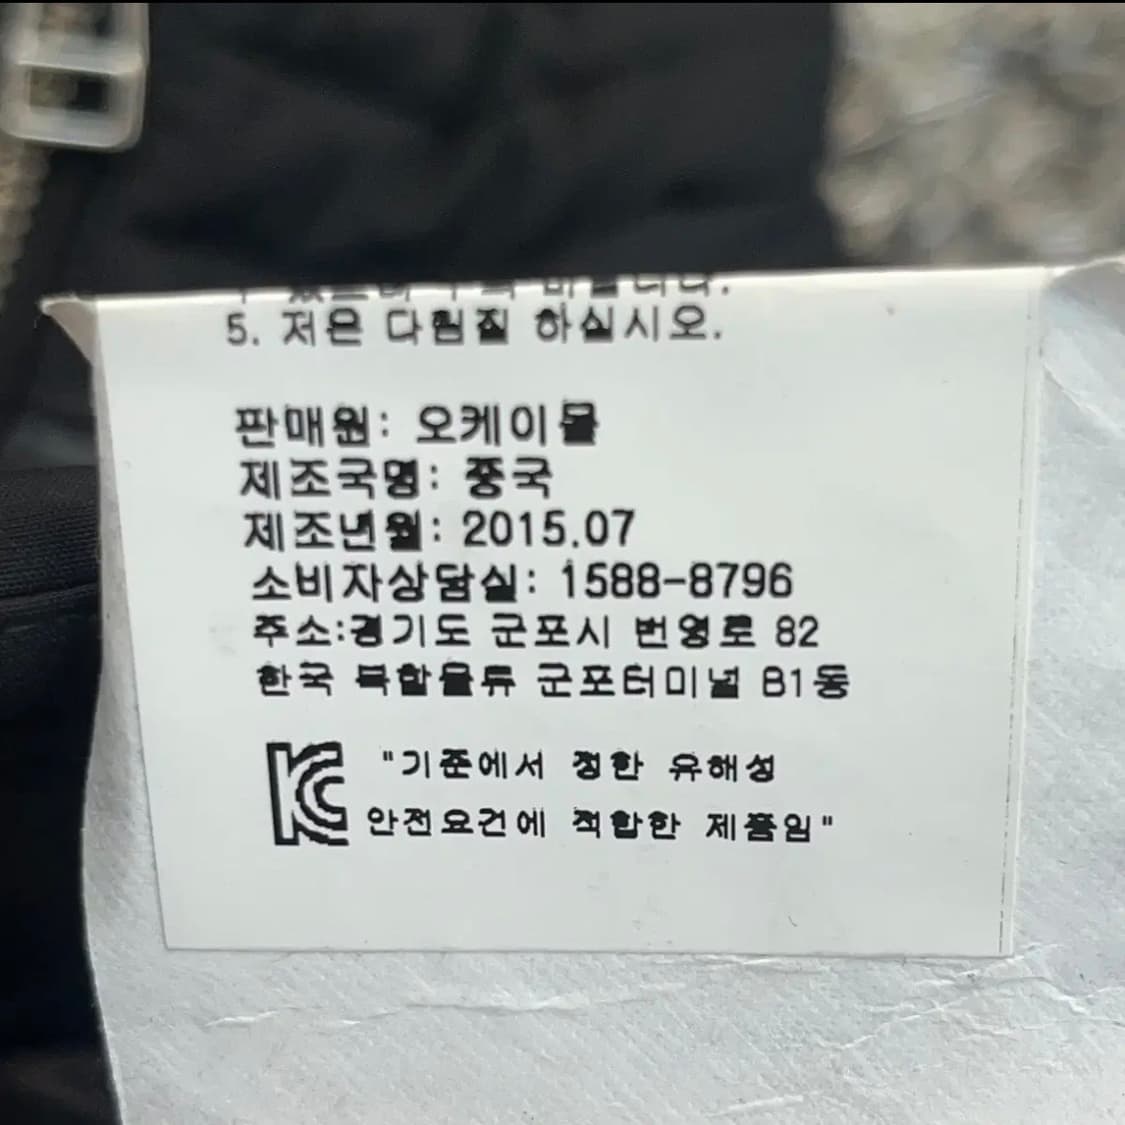 5. 저온 다림질 하십시오.
판매원: 오케이몰
제조국명: 중국
제조년월: 2015.07
소비자상담실: 1588-8796
주소:경기도 군포시 번영로 82
한국 복합물류 군포터미널 B1동
KC "기준에서 정한 유해성
안전요건에 적합한 제품임"